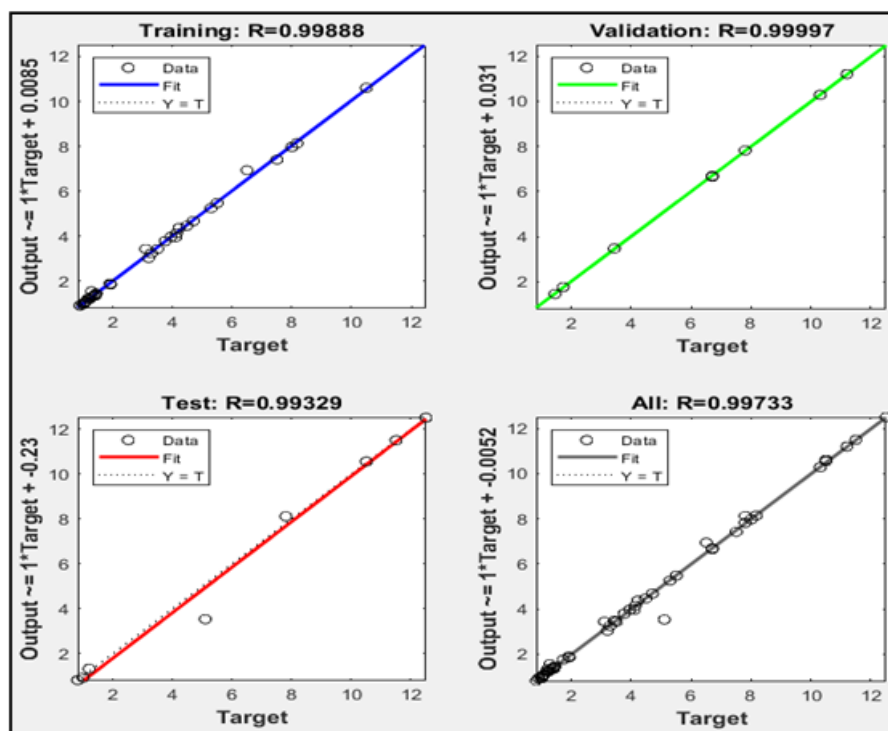 Training: R=0.99888
Output ~= 1*Target + 0.0085
12
10
8
6
4
2
Data
Fit
Y = T
2
4
6
8
10
12
Target
Validation: R=0.99997
Output ~= 1*Target + 0.031
12
10
8
6
4
2
Data
Fit
Y = T
2
4
6
8
10
12
Target
Test: R=0.99329
Output ~= 1*Target + -0.23
12
10
8
6
4
2
Data
Fit
Y = T
2
4
6
8
10
12
Target
All: R=0.99733
Output ~= 1*Target + -0.0052
12
10
8
6
4
2
Data
Fit
Y = T
2
4
6
8
10
12
Target